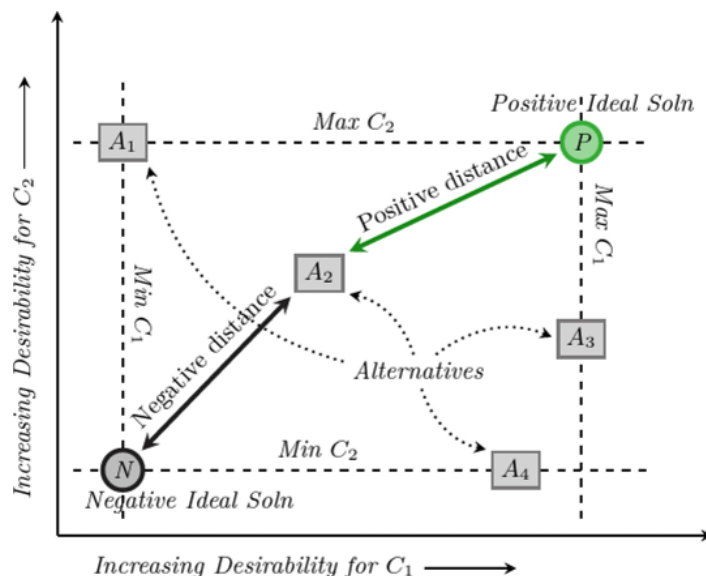 Positive Ideal Soln
Max C₂
A₁
P
Positive distance
Max C₁
Increasing Desirability for C₂
Min C₁
A₂
Negative distance
A₃
Alternatives
Min C₂
N
A₄
Negative Ideal Soln
Increasing Desirability for C₁